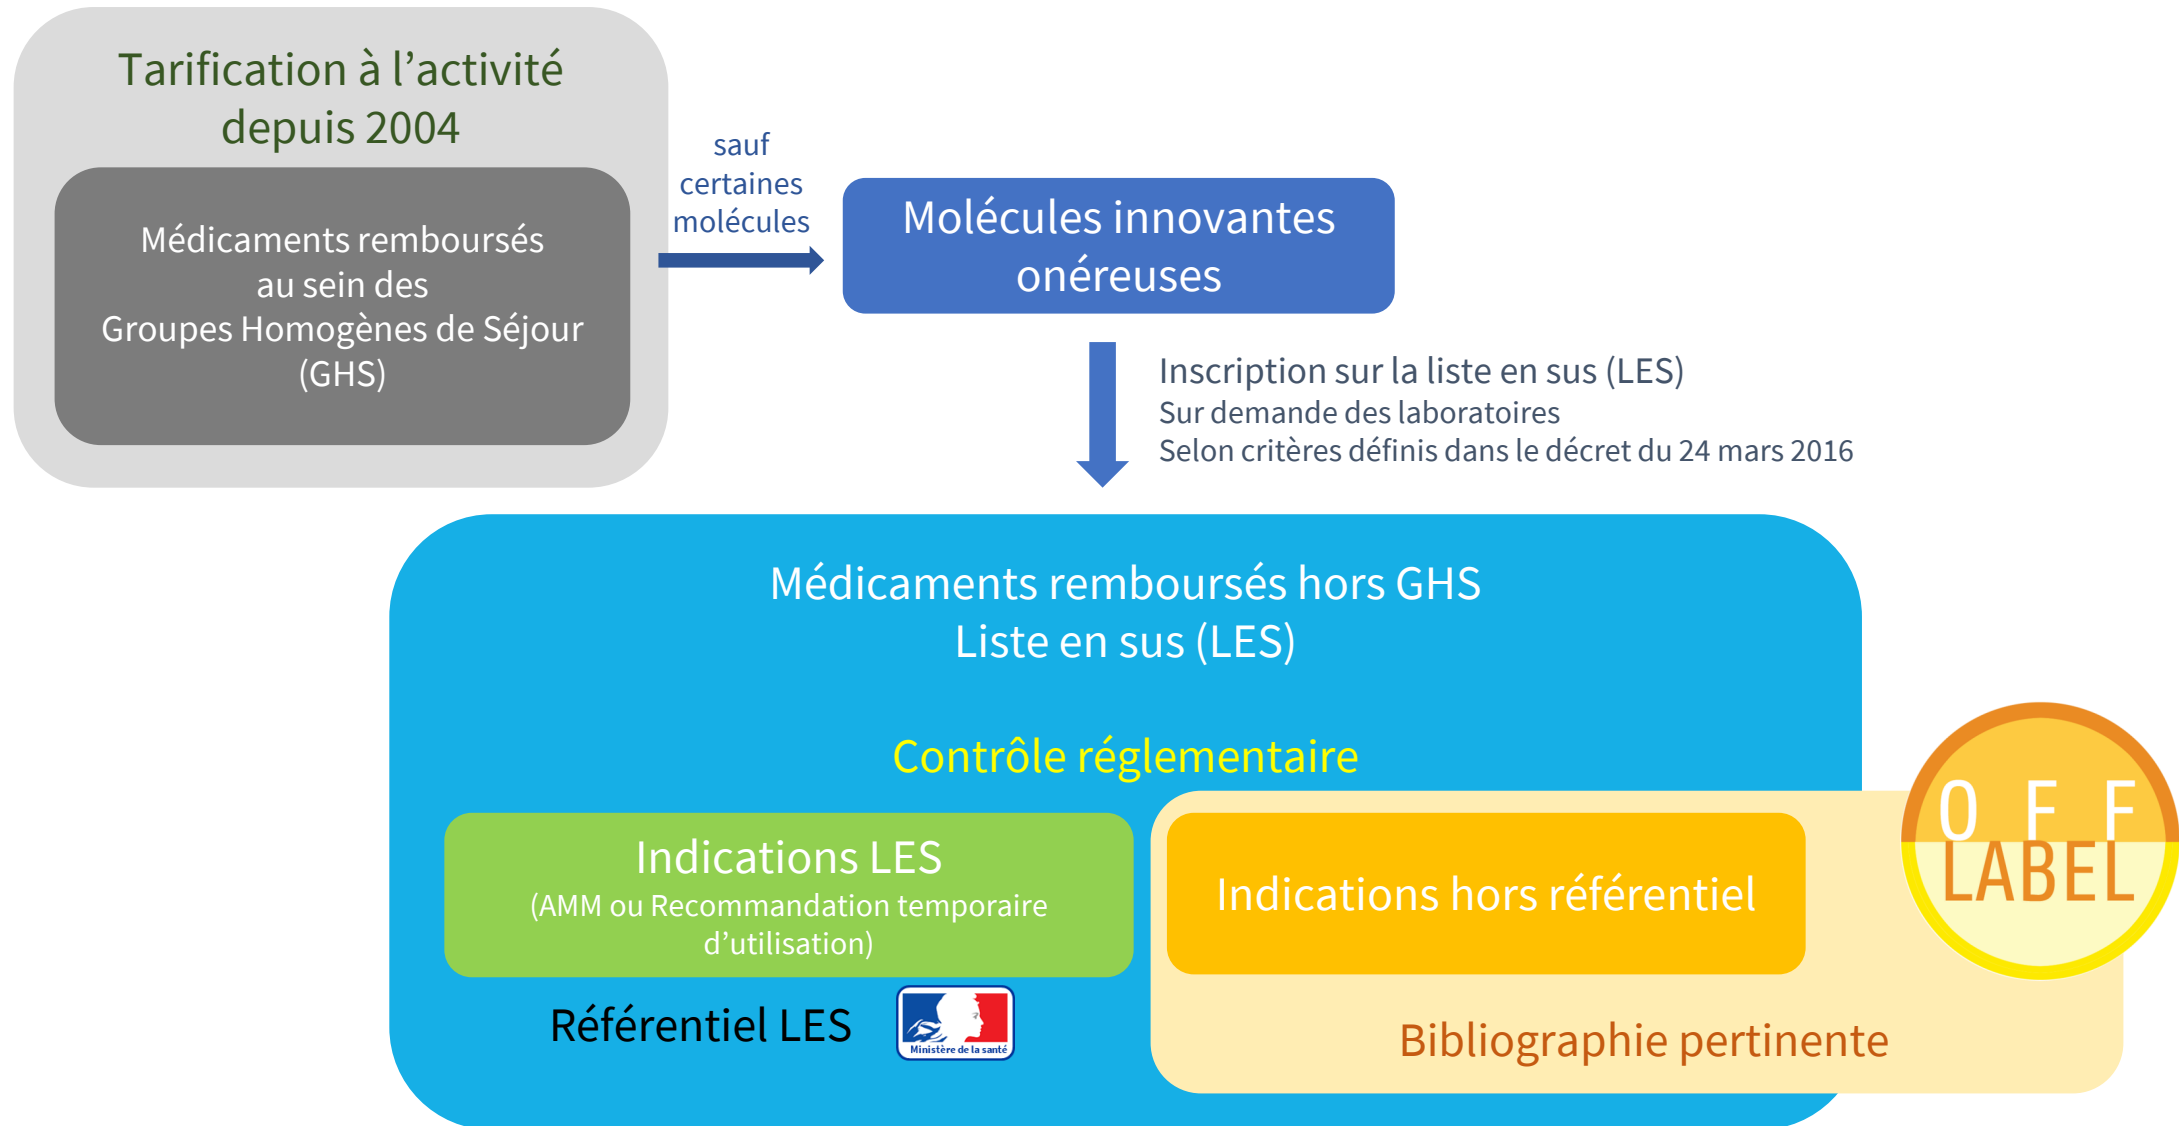 Tarification à l’activité
depuis 2004
Médicaments remboursés
au sein des
Groupes Homogènes de Séjour
(GHS)
sauf
certaines
molécules
Molécules innovantes
onéreuses
Inscription sur la liste en sus (LES)
Sur demande des laboratoires
Selon critères définis dans le décret du 24 mars 2016
Médicaments remboursés hors GHS
Liste en sus (LES)
Contrôle réglementaire
Indications LES
(AMM ou Recommandation temporaire
d’utilisation)
Référentiel LES
Ministère de la santé
Indications hors référentiel
Bibliographie pertinente
OFF
LABEL